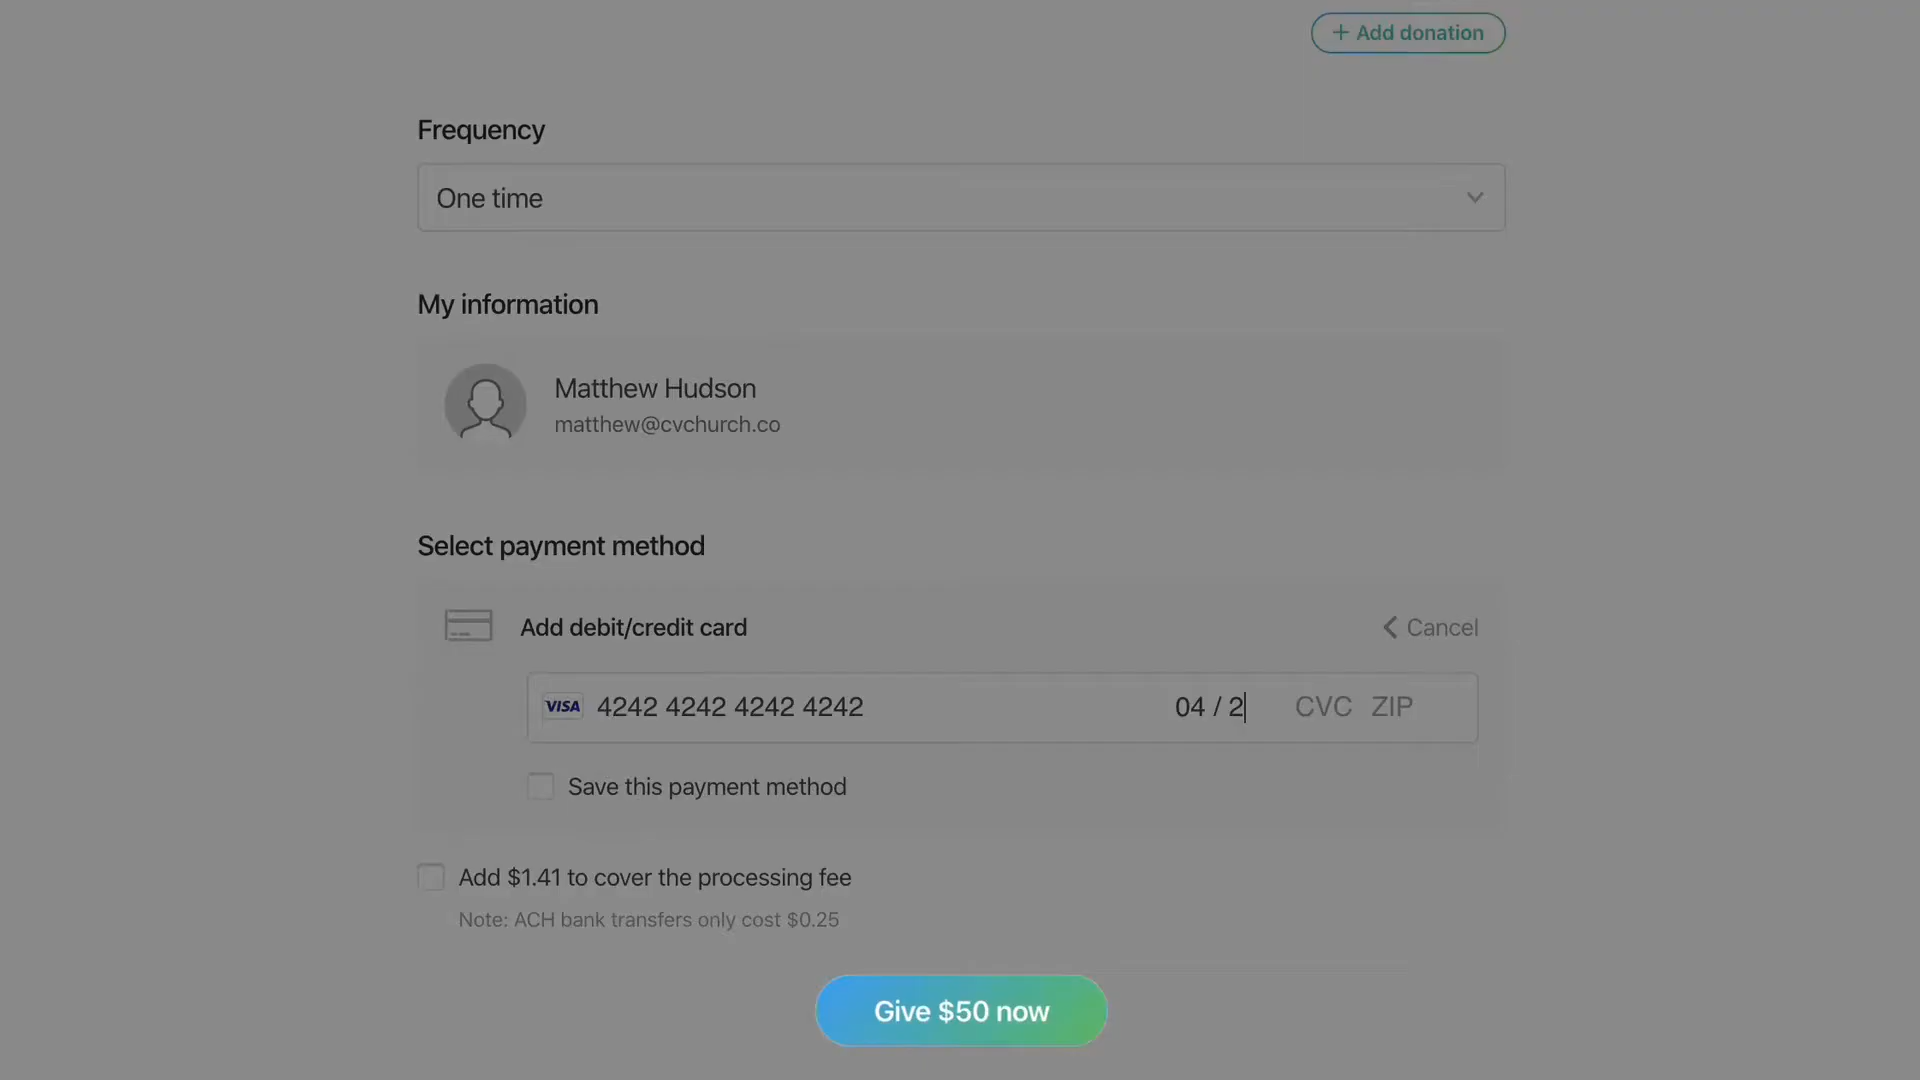 + Add donation
Frequency
One time
My information
Matthew Hudson
matthew@cvchurch.co
Select payment method
Add debit/credit card
Cancel
VISA 4242 4242 4242 4242 04 / 2 CVC ZIP
Save this payment method
Add $1.41 to cover the processing fee
Note: ACH bank transfers only cost $0.25
Give $50 now